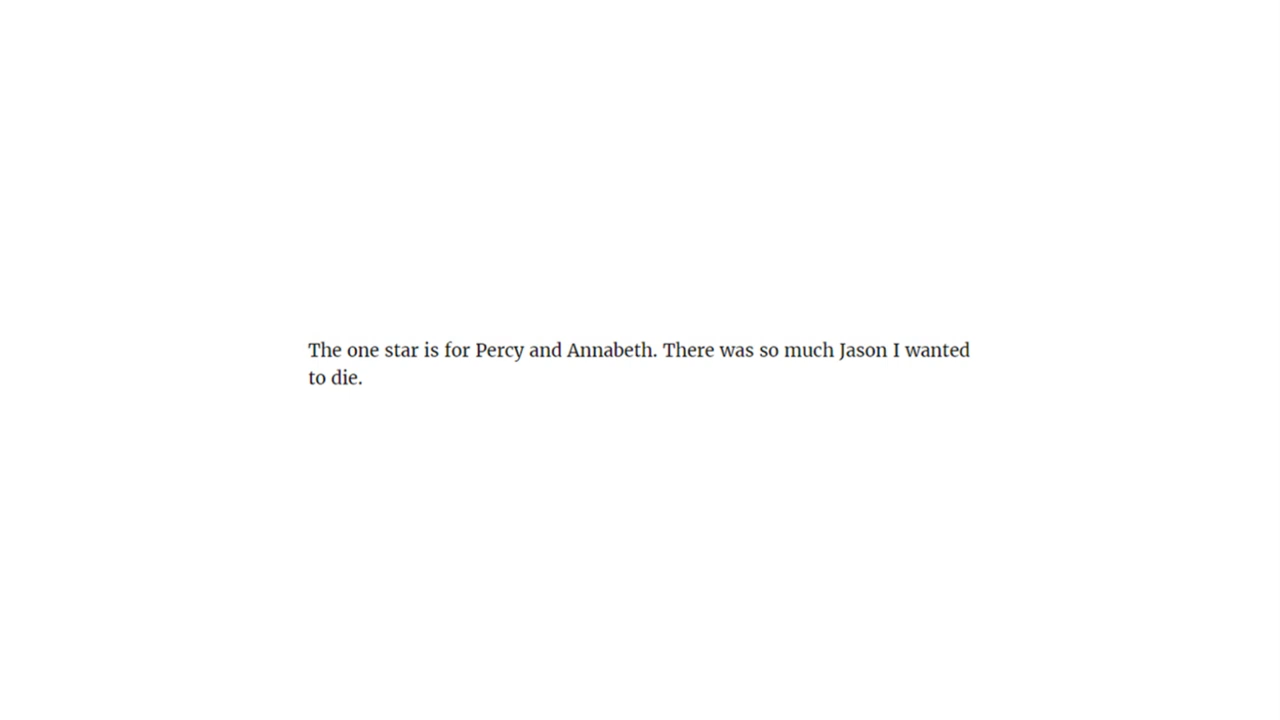 The one star is for Percy and Annabeth. There was so much Jason I wanted
to die.